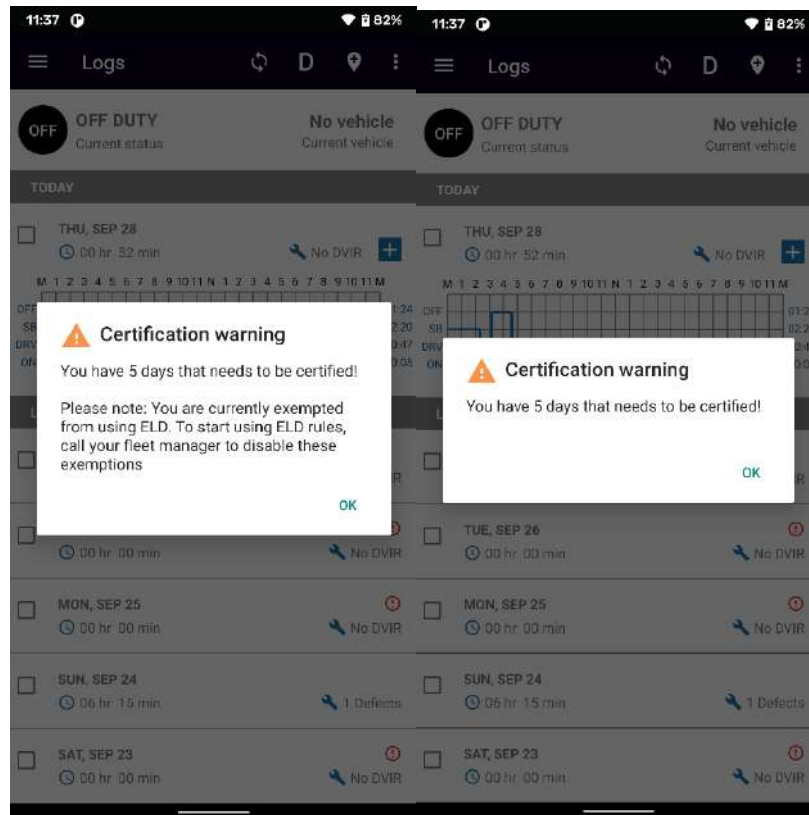 11:37 82%
Logs D
OFF OFF DUTY No vehicle
Current status Current vehicle
TODAY
THU, SEP 28
00 hr 52 min No DVIR
M 1 2 3 4 5 6 7 8 9 10 11 N 1 2 3 4 5 6 7 8 9 10 11 M
OFF
SB
DRV
ON
Certification warning
You have 5 days that needs to be certified!
Please note: You are currently exempted
from using ELD. To start using ELD rules,
call your fleet manager to disable these
exemptions
OK
00 hr 00 min No DVIR
MON, SEP 25
00 hr 00 min No DVIR
SUN, SEP 24
06 hr 15 min 1 Defects
SAT, SEP 23
00 hr 00 min No DVIR
11:37 82%
Logs D
OFF OFF DUTY No vehicle
Current status Current vehicle
TODAY
THU, SEP 28
00 hr 52 min No DVIR
M 1 2 3 4 5 6 7 8 9 10 11 N 1 2 3 4 5 6 7 8 9 10 11 M
OFF
SB
DRV
ON
Certification warning
You have 5 days that needs to be certified!
OK
TUE, SEP 26
00 hr 00 min No DVIR
MON, SEP 25
00 hr 00 min No DVIR
SUN, SEP 24
06 hr 15 min 1 Defects
SAT, SEP 23
00 hr 00 min No DVIR